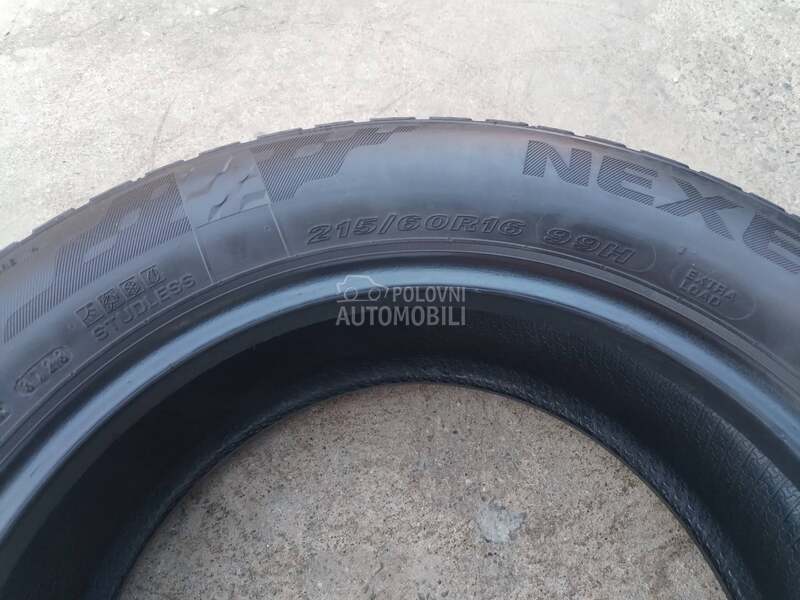 NEXE
215/60R16 99H
EXTRA
LOAD
STUDLESS
POLOVNI
AUTOMOBILI